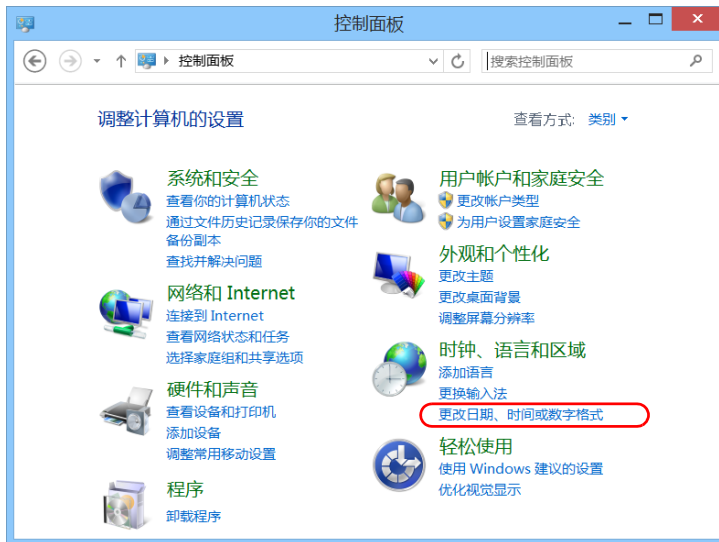 控制面板
控制面板
搜索控制面板
调整计算机的设置
查看方式: 类别
系统和安全
查看你的计算机状态
通过文件历史记录保存你的文件
备份副本
查找并解决问题
网络和 Internet
连接到 Internet
查看网络状态和任务
选择家庭组和共享选项
硬件和声音
查看设备和打印机
添加设备
调整常用移动设置
程序
卸载程序
用户帐户和家庭安全
更改帐户类型
为用户设置家庭安全
外观和个性化
更改主题
更改桌面背景
调整屏幕分辨率
时钟、语言和区域
添加语言
更换输入法
更改日期、时间或数字格式
轻松使用
使用 Windows 建议的设置
优化视觉显示